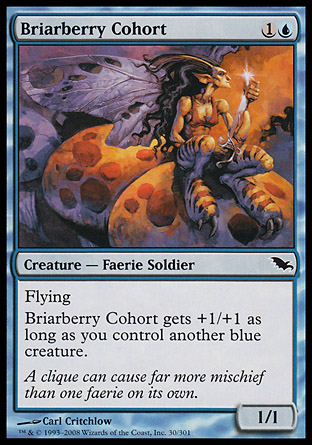 Briarberry Cohort 1
Creature — Faerie Soldier
Flying
Briarberry Cohort gets +1/+1 as
long as you control another blue
creature.
A clique can cause far more mischief
than one faerie on its own.
Carl Critchlow
™ & © 1993–2008 Wizards of the Coast, Inc. 30/301
1/1